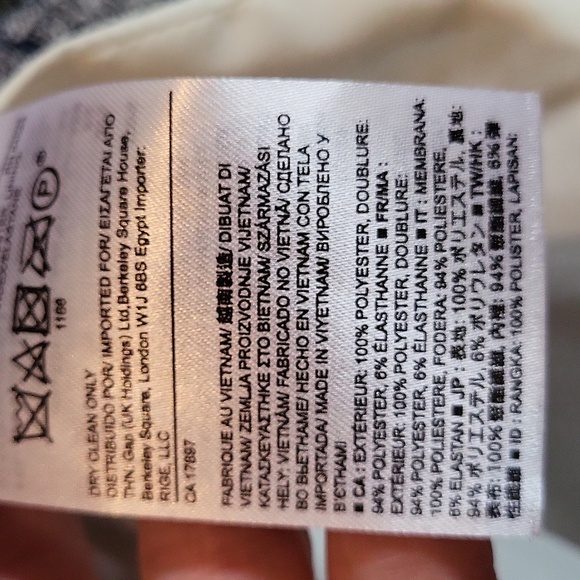 ®
P
1166
DRY CLEAN ONLY
DISTRIBUIDO POR/ IMPORTED FOR/ ΕΙΣΑΓΕΤΑΙ ΑΠΟ
ΤΗΝ: Gap (UK Holdings) Ltd,Berkeley Square House,
Berkeley Square, London W1J 6BS Egypt Importer:
RIGE, LLC
CA 17897
FABRIQUÉ AU VIETNAM/ 越南製造/ DIBUAT DI
VIETNAM/ ZEMLJA PROIZVODNJE VIJETNAM/
ΚΑΤΑΣΚΕΥΑΣΤΗΚΕ ΣΤΟ ΒΙΕΤΝΑΜ/ SZÁRMAZÁSI
HELY: VIETNÁM/ FABRICADO NO VIETNÃ/ СДЕЛАНО
ВО ВЬЕТНАМЕ/ HECHO EN VIETNAM CON TELA
IMPORTADA/ MADE IN VIYETNAM/ ВИРОБЛЕНО У
В'ЄТНАМІ
■ CA : EXTÉRIEUR: 100% POLYESTER, DOUBLURE:
94% POLYESTER, 6% ÉLASTHANNE ■ FR/MA :
EXTÉRIEUR: 100% POLYESTER, DOUBLURE:
94% POLYESTER, 6% ÉLASTHANNE ■ IT : MEMBRANA:
100% POLIESTERE, FODERA: 94% POLIESTERE,
6% ELASTAN ■ JP : 表地: 100% ポリエステル, 裏地:
94% ポリエステル, 6% ポリウレタン ■ TW/HK :
表布: 100% 聚酯纖維, 內裡: 94% 聚酯纖維, 6% 彈
性纖維 ■ ID : RANGKA: 100% POLISTER, LAPISAN: